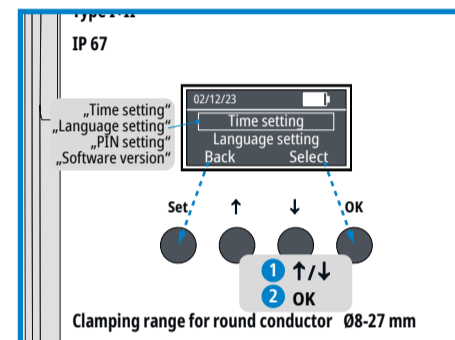 Type I+II
IP 67
02/12/23
„Time setting“
„Language setting“
„PIN setting“
„Software version“
Time setting
Language setting
Back Select
Set ↑ ↓ OK
1 ↑/↓
2 OK
Clamping range for round conductor Ø8-27 mm